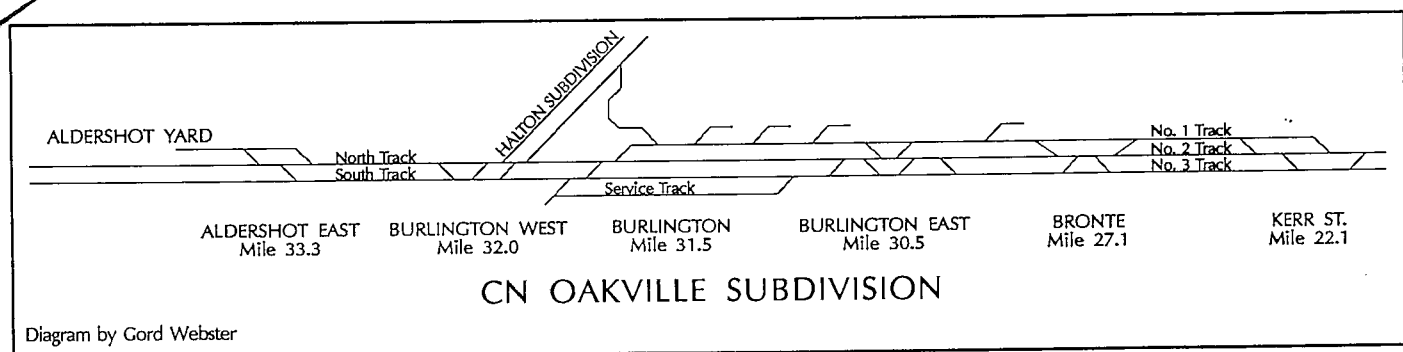 HALTON SUBDIVISION
ALDERSHOT YARD
North Track
South Track
No. 1 Track
No. 2 Track
No. 3 Track
Service Track
ALDERSHOT EAST
Mile 33.3
BURLINGTON WEST
Mile 32.0
BURLINGTON
Mile 31.5
BURLINGTON EAST
Mile 30.5
BRONTE
Mile 27.1
KERR ST.
Mile 22.1
CN OAKVILLE SUBDIVISION
Diagram by Gord Webster